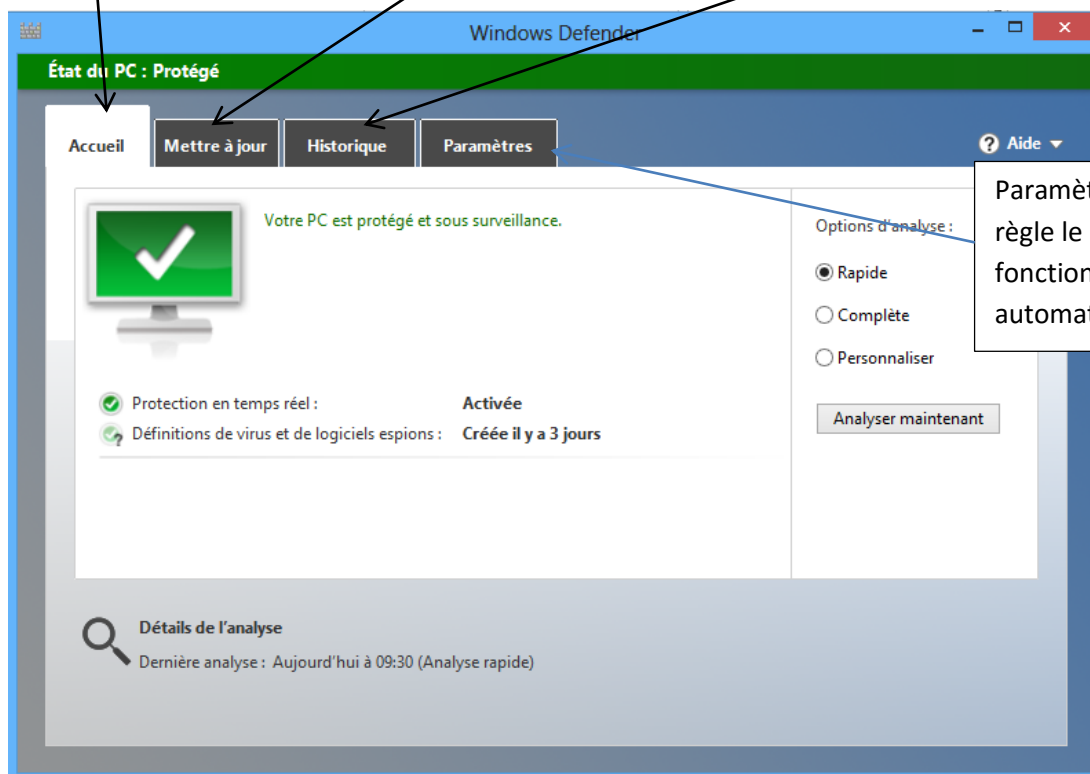 Windows Defender
État du PC : Protégé
Accueil
Mettre à jour
Historique
Paramètres
Aide
Votre PC est protégé et sous surveillance.
Options d'analyse :
Rapide
Complète
Personnaliser
Analyser maintenant
Protection en temps réel : Activée
Définitions de virus et de logiciels espions : Créée il y a 3 jours
Détails de l'analyse
Dernière analyse : Aujourd'hui à 09:30 (Analyse rapide)
règle le